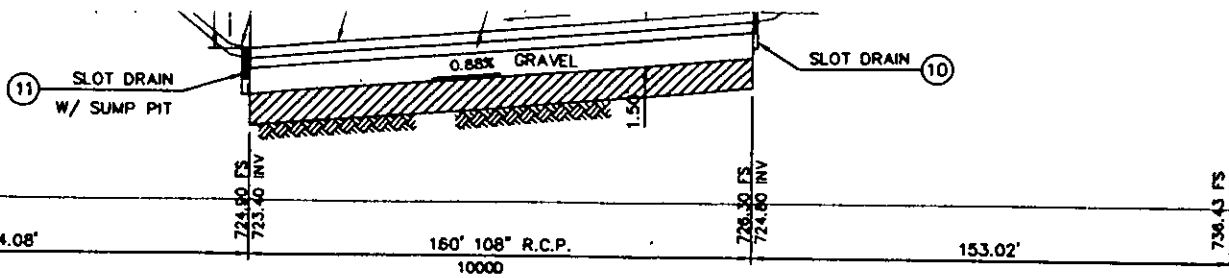 0.88% GRAVEL
SLOT DRAIN
10
11
SLOT DRAIN
W/ SUMP PIT
1.50
724.90 FS
723.40 INV
726.30 FS
724.80 INV
738.43 FS
4.08'
160' 108" R.C.P.
153.02'
10000